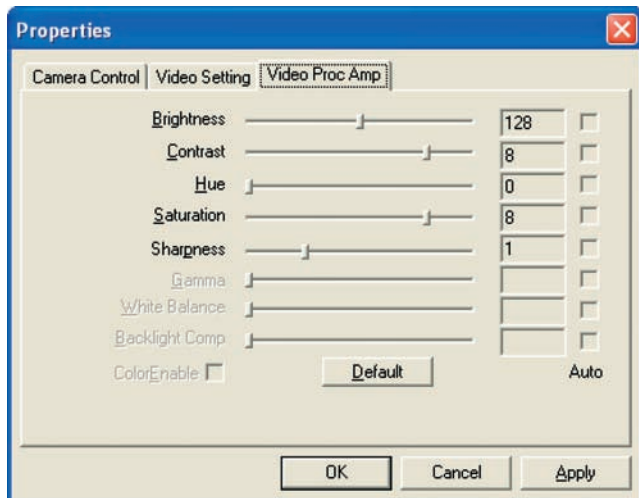 Properties
Camera Control Video Setting Video Proc Amp
Brightness 128
Contrast 8
Hue 0
Saturation 8
Sharpness 1
Gamma
White Balance
Backlight Comp
ColorEnable Default Auto
OK Cancel Apply